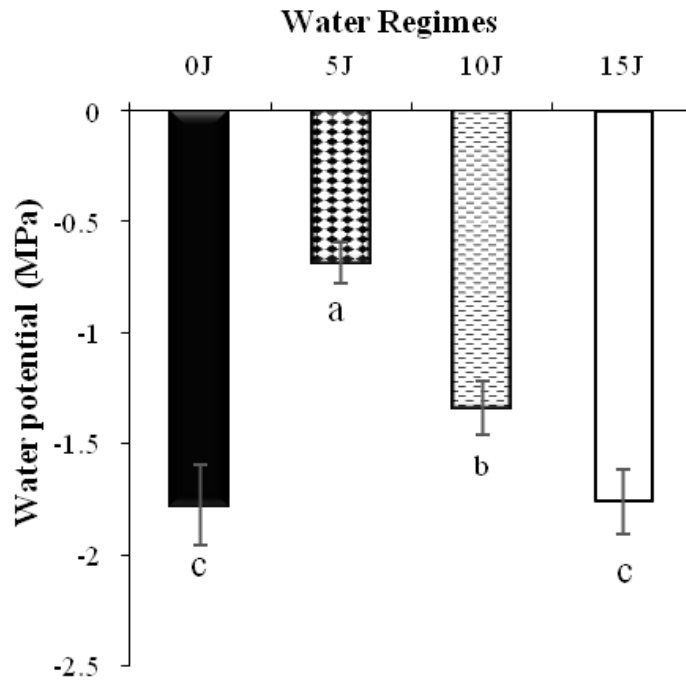 Water Regimes
0J 5J 10J 15J
0
-0.5
-1
-1.5
-2
-2.5
Water potential (MPa)
a
b
c
c